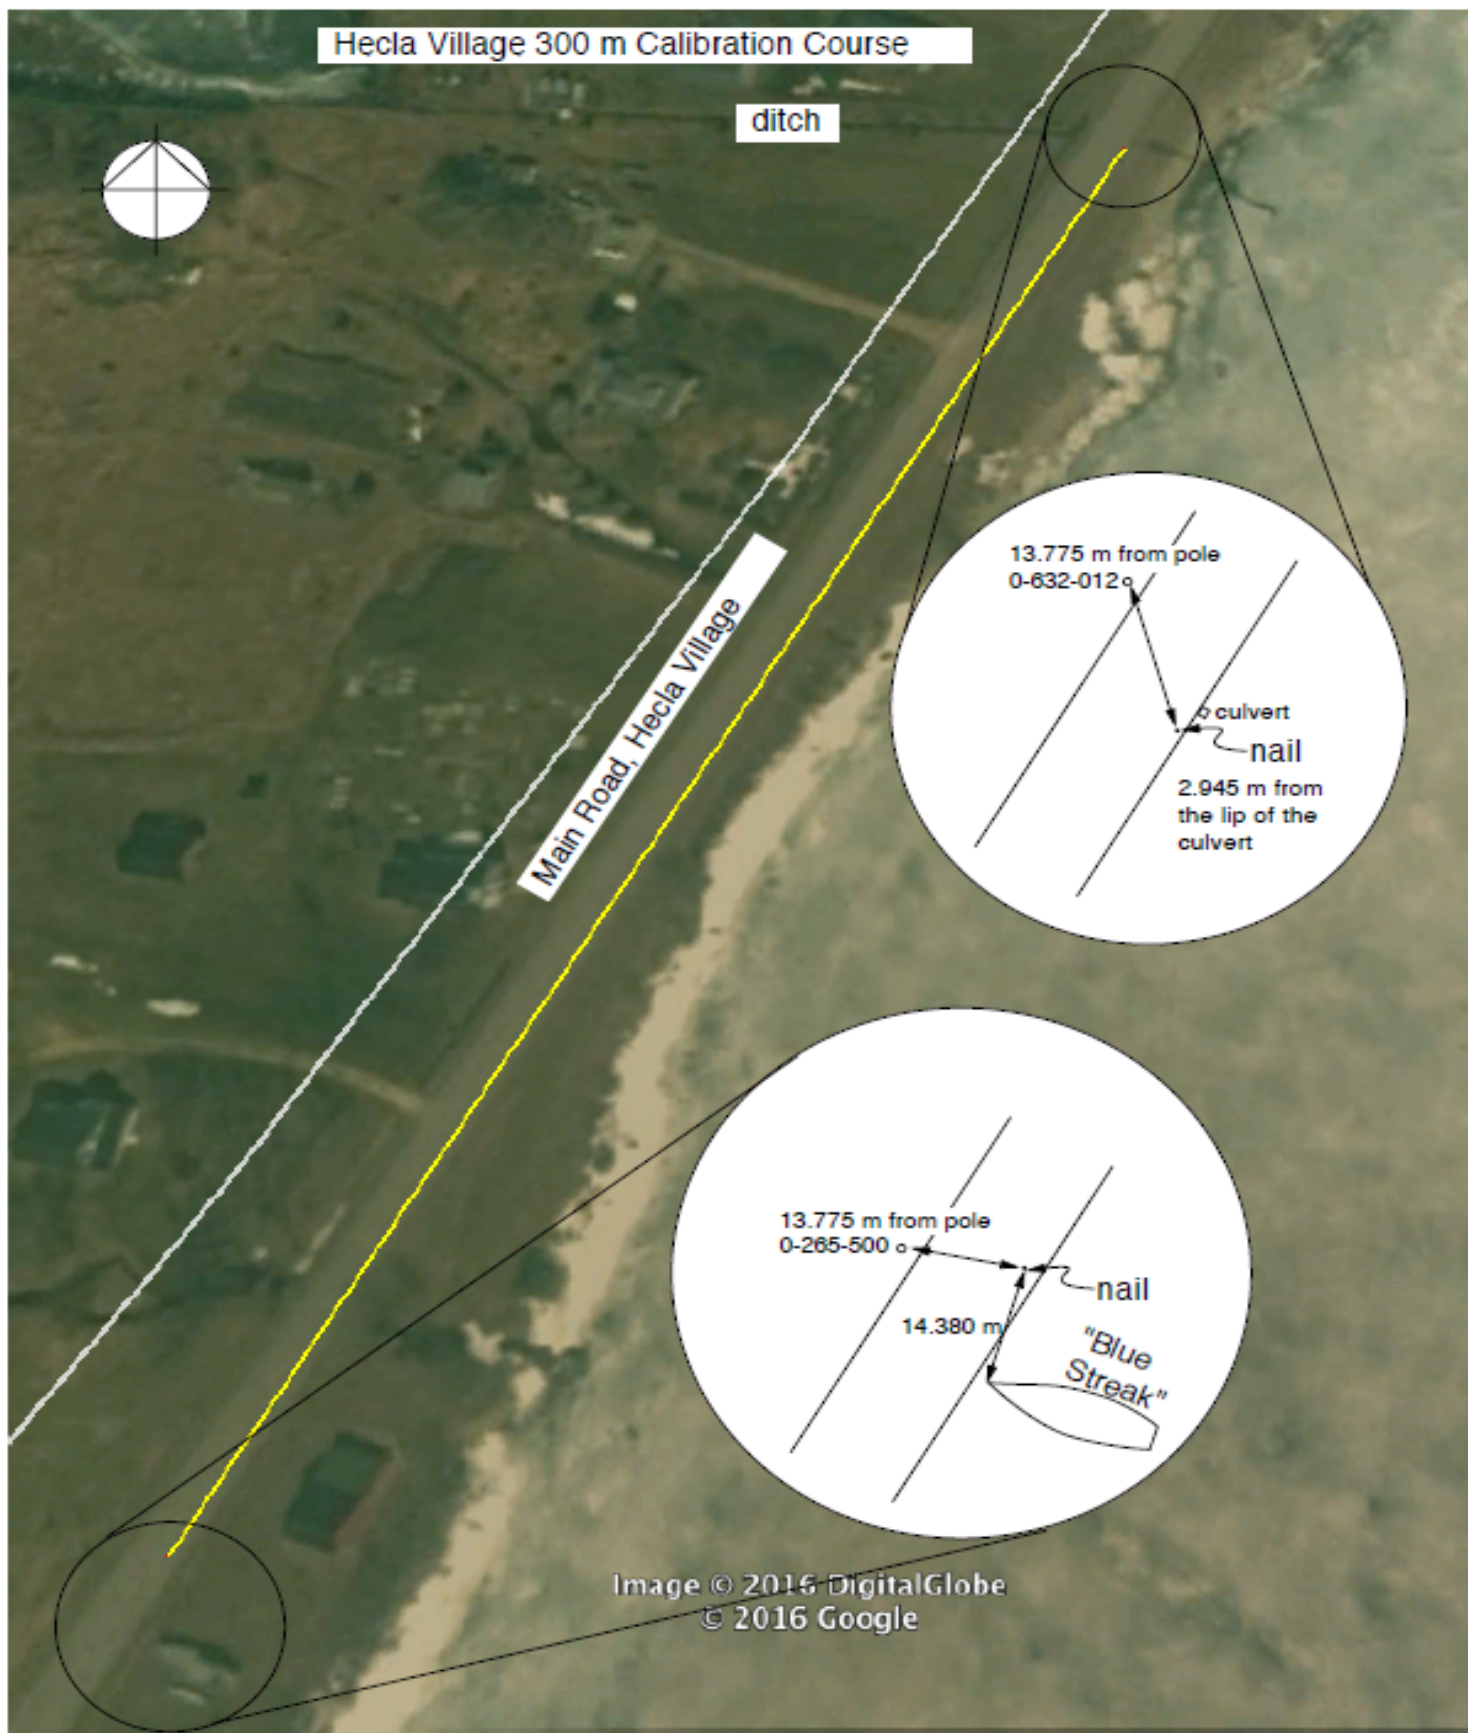 Hecla Village 300 m Calibration Course
ditch
Main Road, Hecla Village
13.775 m from pole
0-632-012
culvert
nail
2.945 m from
the lip of the
culvert
13.775 m from pole
0-265-500
nail
14.380 m
"Blue
Streak"
Image © 2016 DigitalGlobe
© 2016 Google